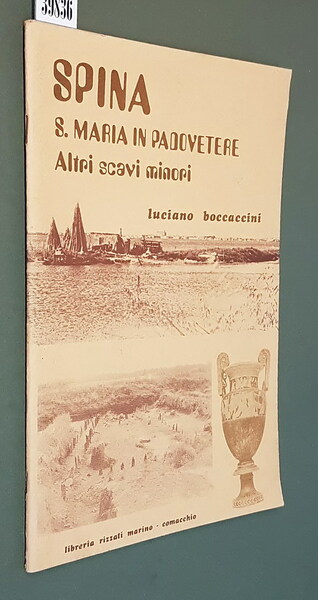 39836
SPINA
S. MARIA IN PADOVETERE
Altri scavi minori
luciano boccaccini
libreria rizzati marino - comacchio